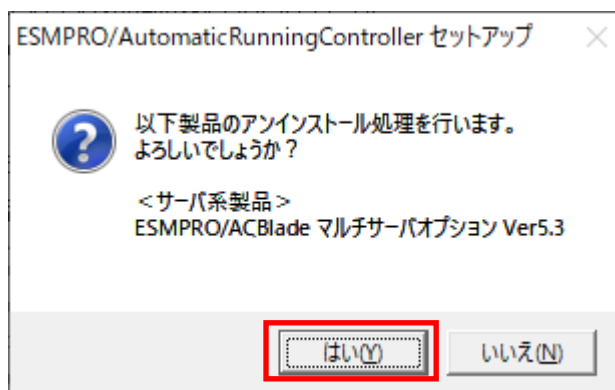 ESMPRO/AutomaticRunningController セットアップ
以下製品のアンインストール処理を行います。
よろしいでしょうか？
＜サーバ系製品＞
ESMPRO/ACBlade マルチサーバオプション Ver5.3
はい(Y)
いいえ(N)